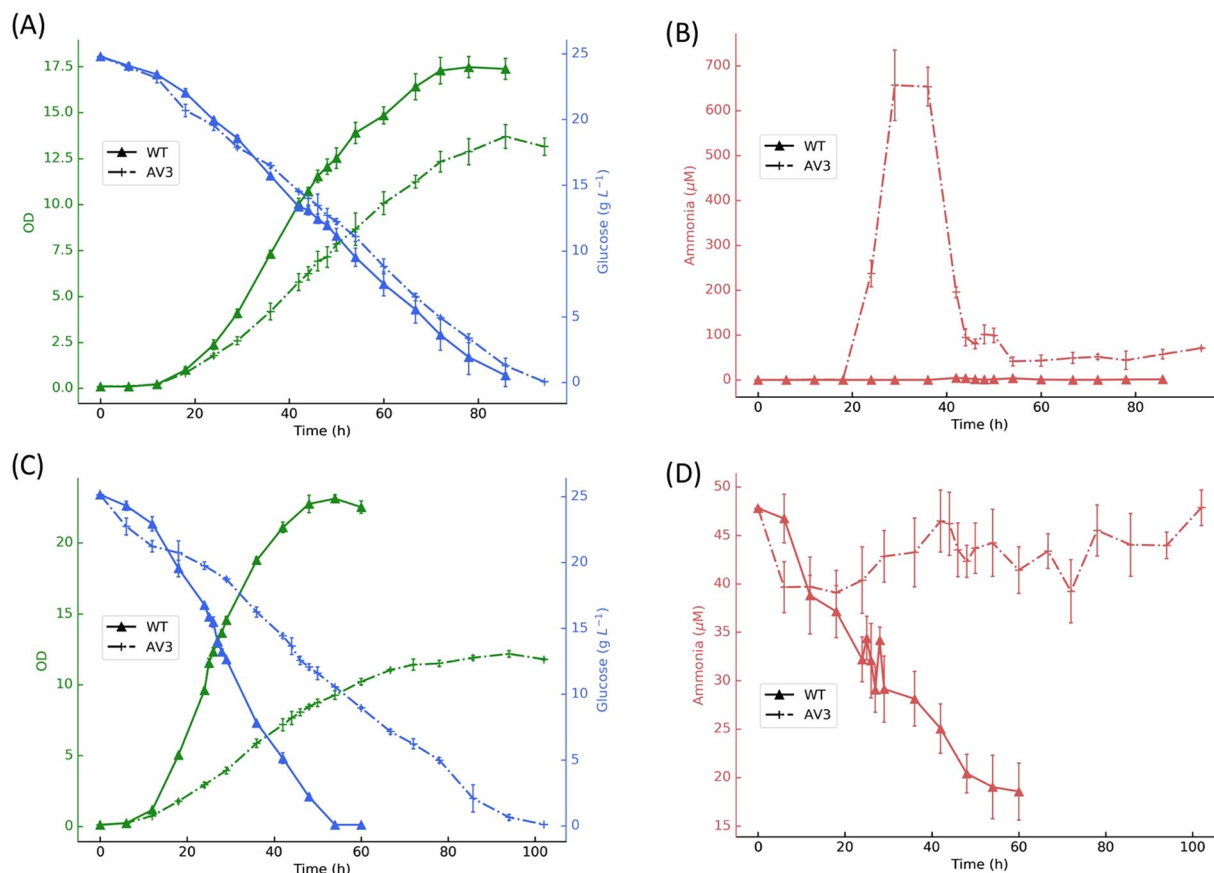 (A)
17.5
15.0
12.5
10.0
7.5
5.0
2.5
0.0
OD
WT
AV3
25
20
15
10
5
0
Glucose (g L⁻¹)
0 20 40 60 80
Time (h)
(B)
700
600
500
400
300
200
100
0
Ammonia (μM)
WT
AV3
0 20 40 60 80
Time (h)
(C)
20
15
10
5
0
OD
WT
AV3
25
20
15
10
5
0
Glucose (g L⁻¹)
0 20 40 60 80 100
Time (h)
(D)
50
45
40
35
30
25
20
15
Ammonia (μM)
WT
AV3
0 20 40 60 80 100
Time (h)